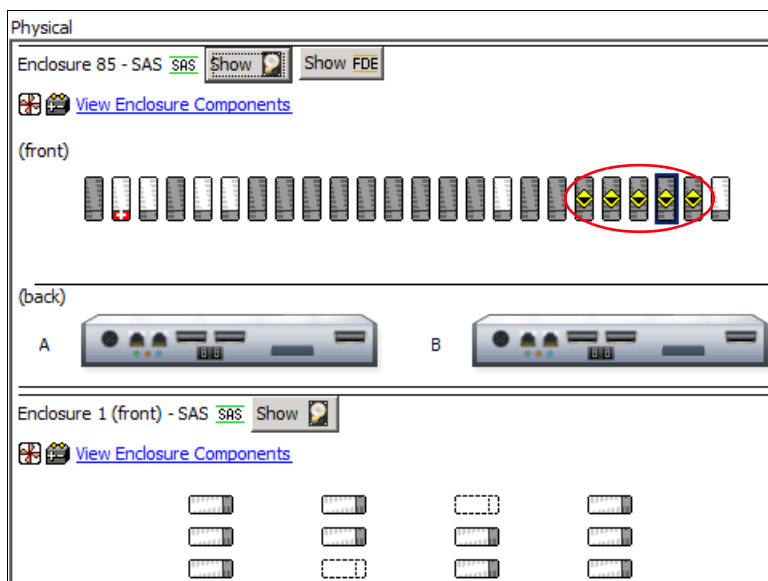 Physical
Enclosure 85 - SAS SAS Show Show FDE
View Enclosure Components
(front)
(back)
A B
Enclosure 1 (front) - SAS SAS Show
View Enclosure Components